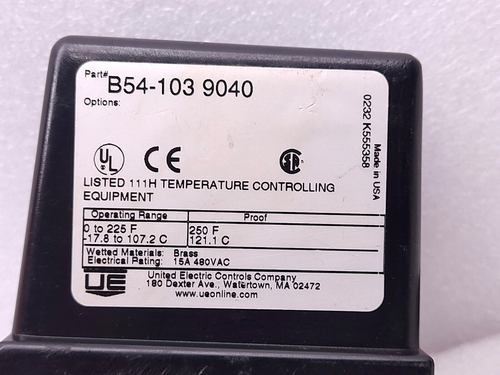 Part# B54-103 9040
Options:
0232 K555358
Made in USA
UL
CE
LISTED 111H TEMPERATURE CONTROLLING
EQUIPMENT
Operating Range Proof
0 to 225 F 250 F
-17.8 to 107.2 C 121.1 C
Wetted Materials: Brass
Electrical Rating: 15A 480VAC
UE
United Electric Controls Company
180 Dexter Ave., Watertown, MA 02472
www.ueonline.com